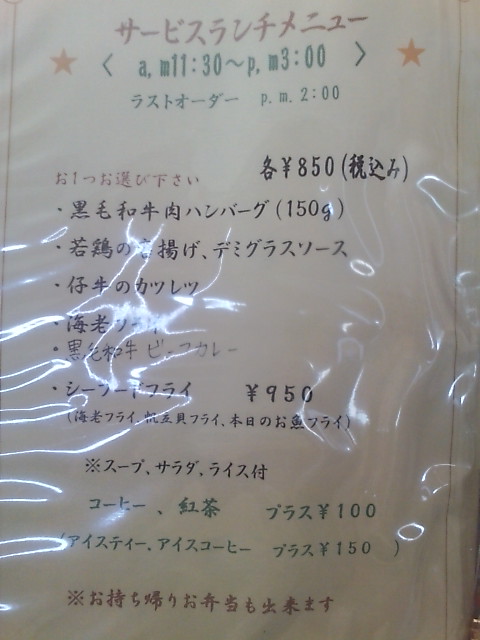 サービスランチメニュー
〈 a,m11:30～p,m3:00 〉
ラストオーダー p.m.2:00
各¥850(税込み)
お1つお選び下さい
・黒毛和牛肉ハンバーグ(150g)
・若鶏の唐揚げ、デミグラスソース
・仔牛のカツレツ
・海老フライ
・黒毛和牛ビーフカレー
・シーフードフライ ¥950
(海老フライ、帆立貝フライ、本日のお魚フライ)
※スープ、サラダ、ライス付
コーヒー、紅茶 プラス¥100
(アイスティー、アイスコーヒー プラス¥150 )
※お持ち帰りお弁当も出来ます